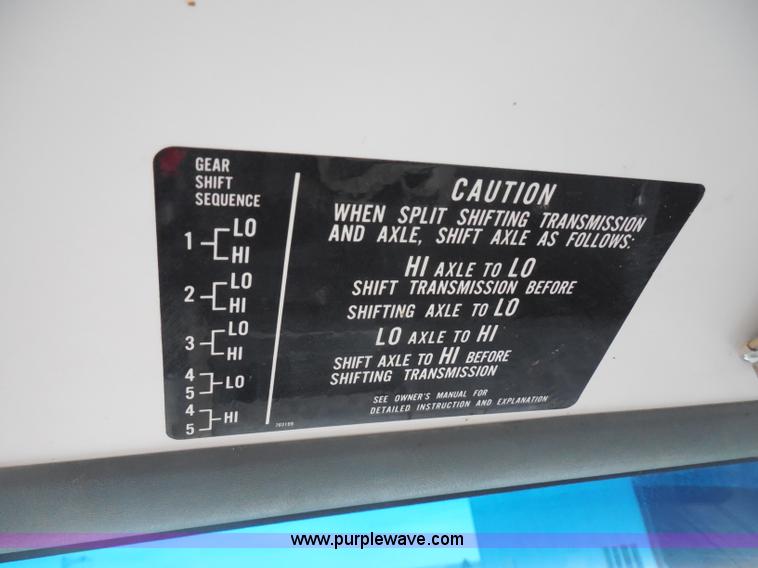 GEAR
SHIFT
SEQUENCE
1 LO
HI
2 LO
HI
3 LO
HI
4
5 LO
4
5 HI
CAUTION
WHEN SPLIT SHIFTING TRANSMISSION
AND AXLE, SHIFT AXLE AS FOLLOWS:
HI AXLE TO LO
SHIFT TRANSMISSION BEFORE
SHIFTING AXLE TO LO
LO AXLE TO HI
SHIFT AXLE TO HI BEFORE
SHIFTING TRANSMISSION
SEE OWNER'S MANUAL FOR
DETAILED INSTRUCTION AND EXPLANATION
www.purplewave.com